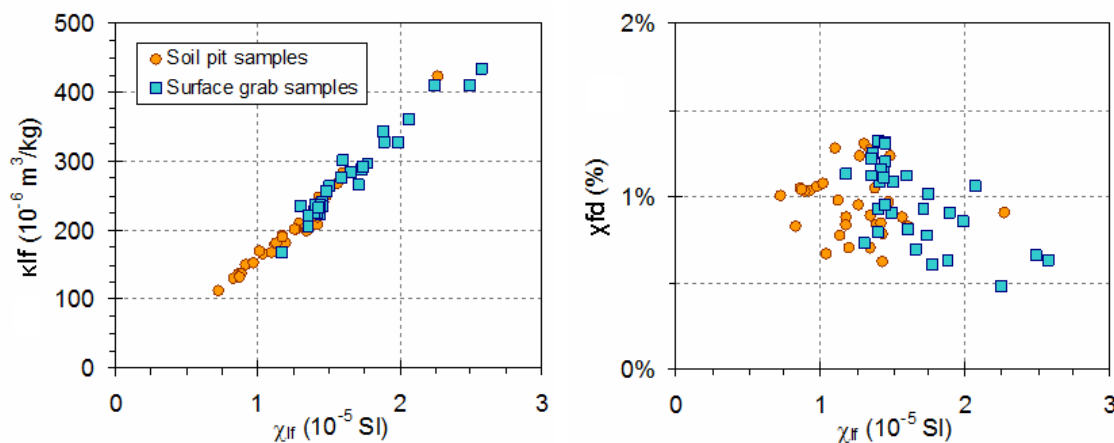 500
400
300
200
100
0
κlf (10⁻⁶ m³/kg)
Soil pit samples
Surface grab samples
0 1 2 3
χlf (10⁻⁵ SI)
2%
1%
0%
χfd (%)
0 1 2 3
χlf (10⁻⁵ SI)